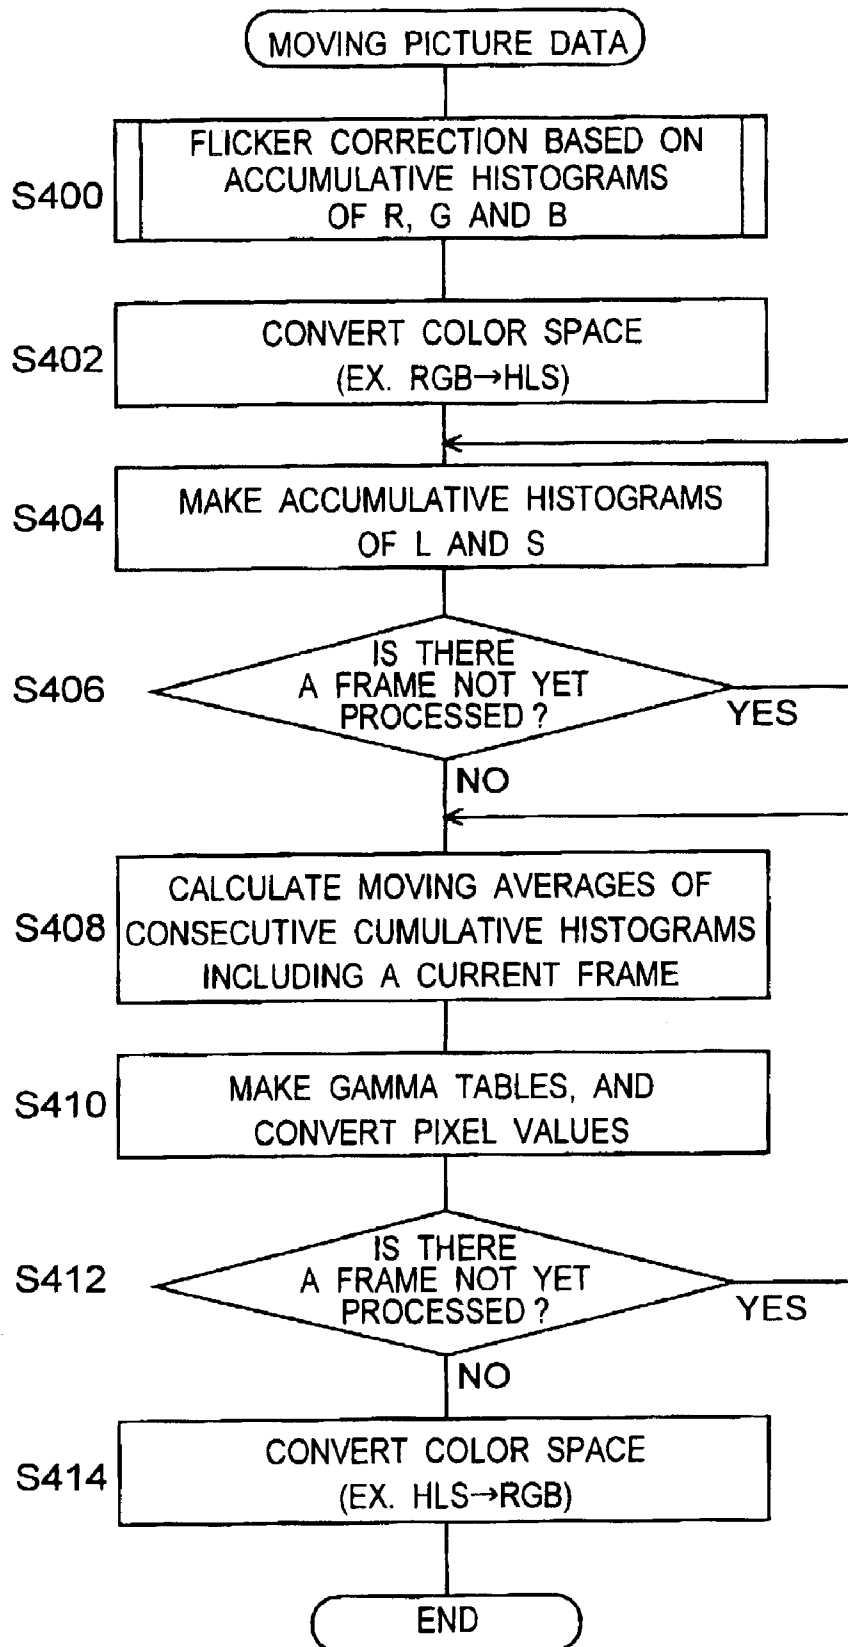 MOVING PICTURE DATA
S400
FLICKER CORRECTION BASED ON
ACCUMULATIVE HISTOGRAMS
OF R, G AND B
S402
CONVERT COLOR SPACE
(EX. RGB→HLS)
S404
MAKE ACCUMULATIVE HISTOGRAMS
OF L AND S
S406
IS THERE
A FRAME NOT YET
PROCESSED?
YES
NO
S408
CALCULATE MOVING AVERAGES OF
CONSECUTIVE CUMULATIVE HISTOGRAMS
INCLUDING A CURRENT FRAME
S410
MAKE GAMMA TABLES, AND
CONVERT PIXEL VALUES
S412
IS THERE
A FRAME NOT YET
PROCESSED?
YES
NO
S414
CONVERT COLOR SPACE
(EX. HLS→RGB)
END